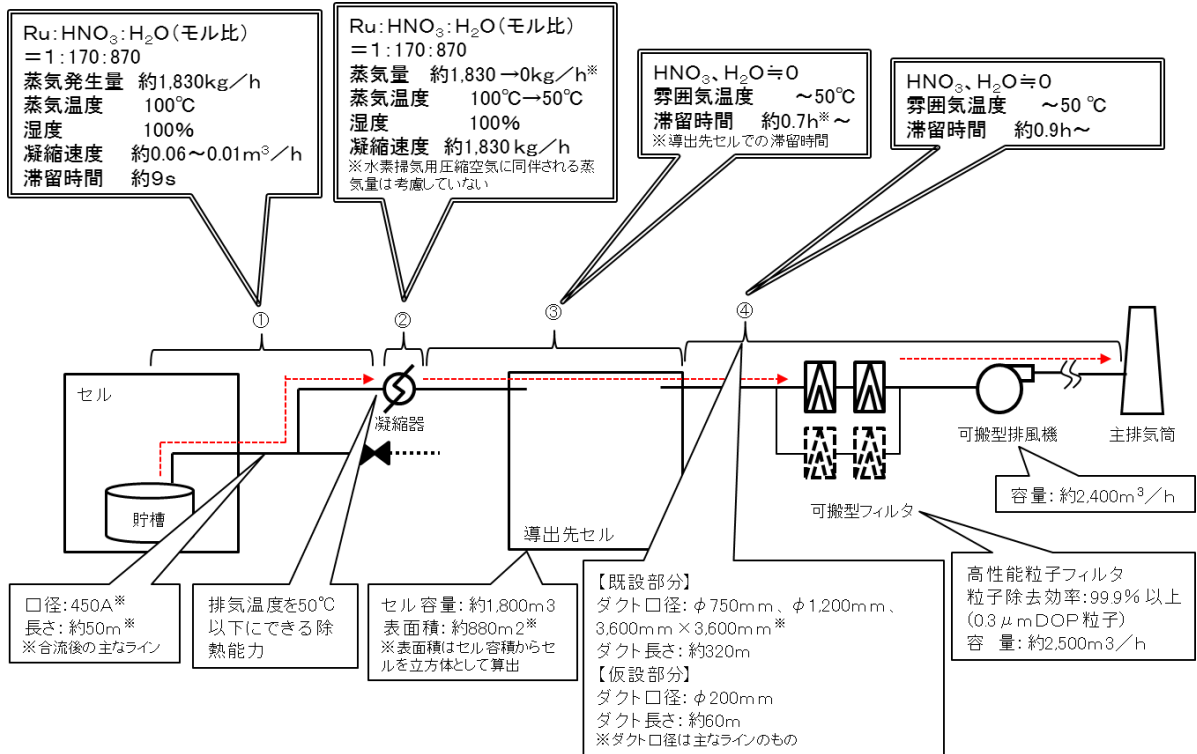 Ru:HNO₃:H₂O(モル比)
=1:170:870
蒸気発生量 約1,830kg/h
蒸気温度 100℃
湿度 100%
凝縮速度 約0.06~0.01m³/h
滞留時間 約9s
Ru:HNO₃:H₂O(モル比)
=1:170:870
蒸気量 約1,830→0kg/h※
蒸気温度 100℃→50℃
湿度 100%
凝縮速度 約1,830kg/h
※水素掃気用圧縮空気に同伴される蒸
気量は考慮していない
HNO₃、H₂O≒0
雰囲気温度 ~50℃
滞留時間 約0.7h※~
※導出先セルでの滞留時間
HNO₃、H₂O≒0
雰囲気温度 ~50 ℃
滞留時間 約0.9h~
①
②
③
④
セル
貯槽
凝縮器
導出先セル
可搬型フィルタ
可搬型排風機
主排気筒
口径:450A※
長さ:約50m※
※合流後の主なライン
排気温度を50℃
以下にできる除
熱能力
セル容量:約1,800m3
表面積:約880m2※
※表面積はセル容積からセ
ルを立方体として算出
【既設部分】
ダクト口径:φ750mm、φ1,200mm、
3,600mm×3,600mm※
ダクト長さ:約320m
【仮設部分】
ダクト口径:φ200mm
ダクト長さ:約60m
※ダクト口径は主なラインのもの
容量:約2,400m³/h
高性能粒子フィルタ
粒子除去効率:99.9%以上
(0.3μmDOP粒子)
容 量:約2,500m3/h